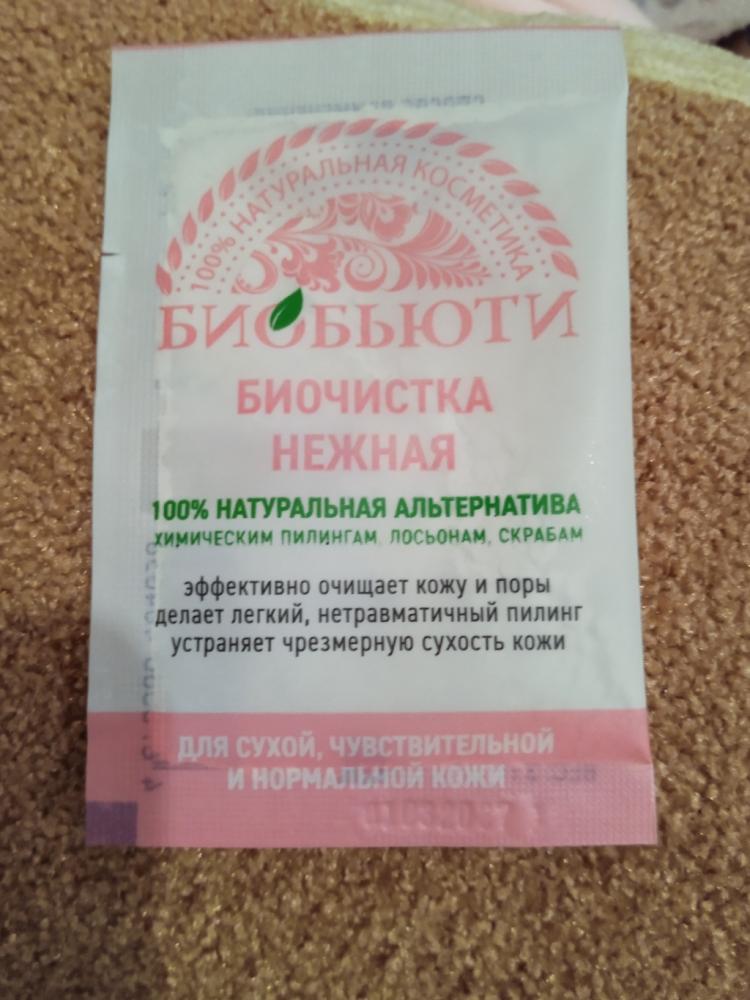 100% НАТУРАЛЬНАЯ КОСМЕТИКА
БИОБЬЮТИ
БИОЧИСТКА
НЕЖНАЯ
100% НАТУРАЛЬНАЯ АЛЬТЕРНАТИВА
ХИМИЧЕСКИМ ПИЛИНГАМ, ЛОСЬОНАМ, СКРАБАМ
эффективно очищает кожу и поры
делает легкий, нетравматичный пилинг
устраняет чрезмерную сухость кожи
ДЛЯ СУХОЙ, ЧУВСТВИТЕЛЬНОЙ
И НОРМАЛЬНОЙ КОЖИ